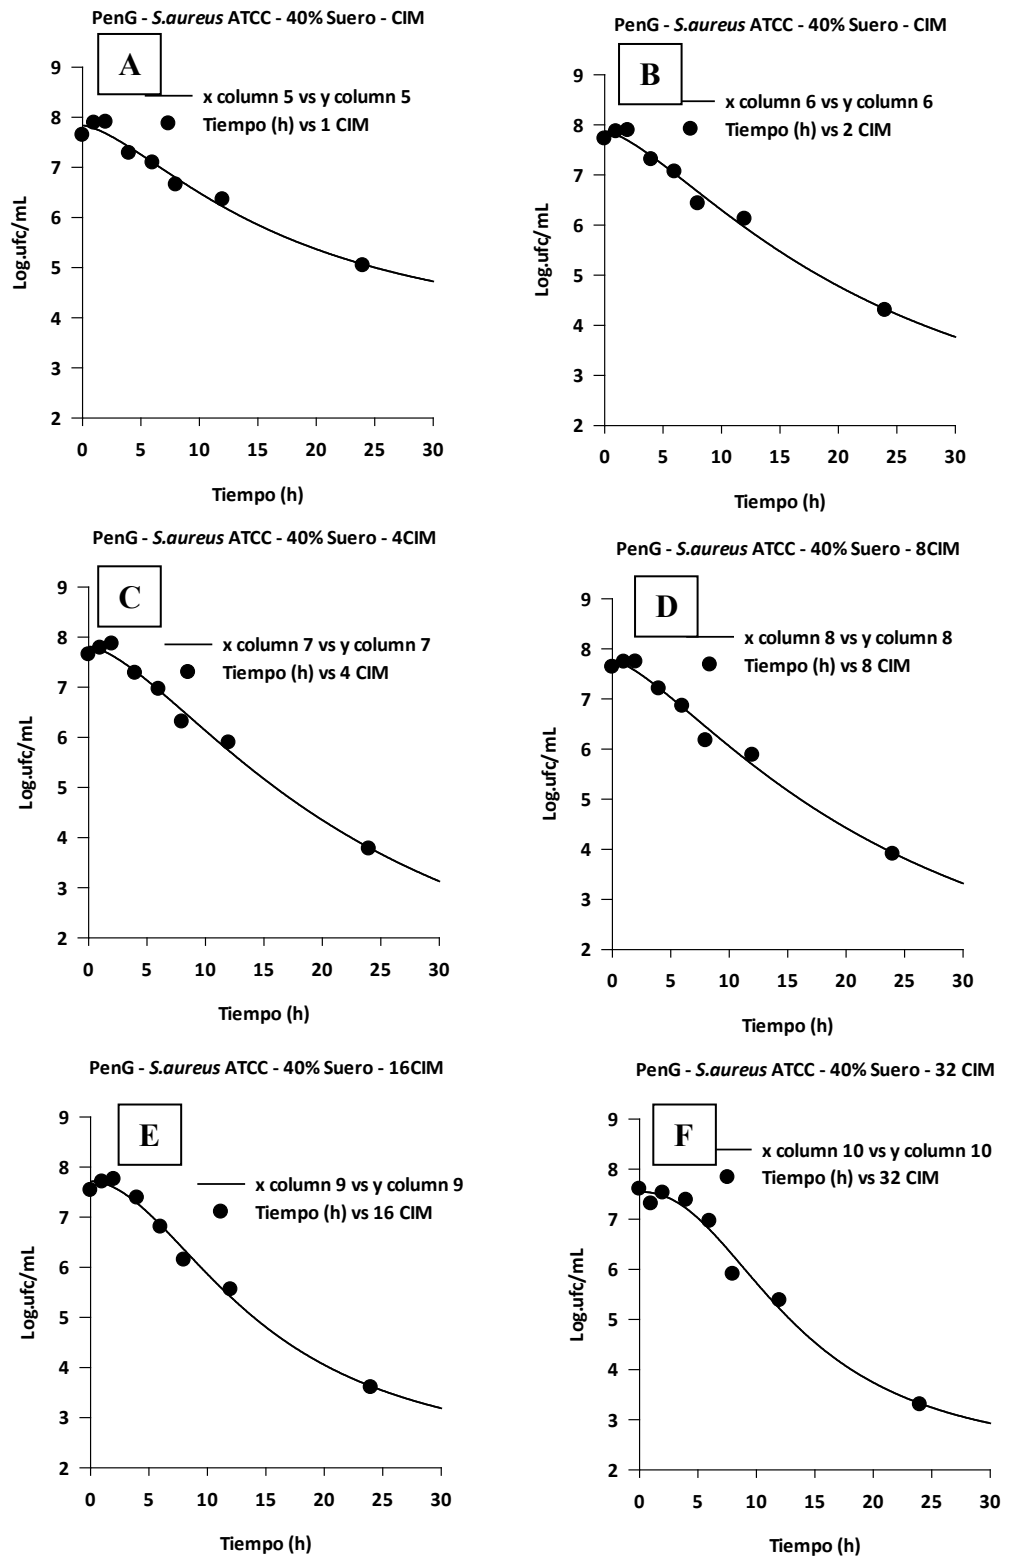 PenG - S.aureus ATCC - 40% Suero - CIM
A
x column 5 vs y column 5
Tiempo (h) vs 1 CIM
Log.ufc/mL
9
8
7
6
5
4
3
2
0 5 10 15 20 25 30
Tiempo (h)
PenG - S.aureus ATCC - 40% Suero - CIM
B
x column 6 vs y column 6
Tiempo (h) vs 2 CIM
Log.ufc/mL
9
8
7
6
5
4
3
2
0 5 10 15 20 25 30
Tiempo (h)
PenG - S.aureus ATCC - 40% Suero - 4CIM
C
x column 7 vs y column 7
Tiempo (h) vs 4 CIM
Log.ufc/mL
9
8
7
6
5
4
3
2
0 5 10 15 20 25 30
Tiempo (h)
PenG - S.aureus ATCC - 40% Suero - 8CIM
D
x column 8 vs y column 8
Tiempo (h) vs 8 CIM
Log.ufc/mL
9
8
7
6
5
4
3
2
0 5 10 15 20 25 30
Tiempo (h)
PenG - S.aureus ATCC - 40% Suero - 16CIM
E
x column 9 vs y column 9
Tiempo (h) vs 16 CIM
Log.ufc/mL
9
8
7
6
5
4
3
2
0 5 10 15 20 25 30
Tiempo (h)
PenG - S.aureus ATCC - 40% Suero - 32 CIM
F
x column 10 vs y column 10
Tiempo (h) vs 32 CIM
Log.ufc/mL
9
8
7
6
5
4
3
2
0 5 10 15 20 25 30
Tiempo (h)